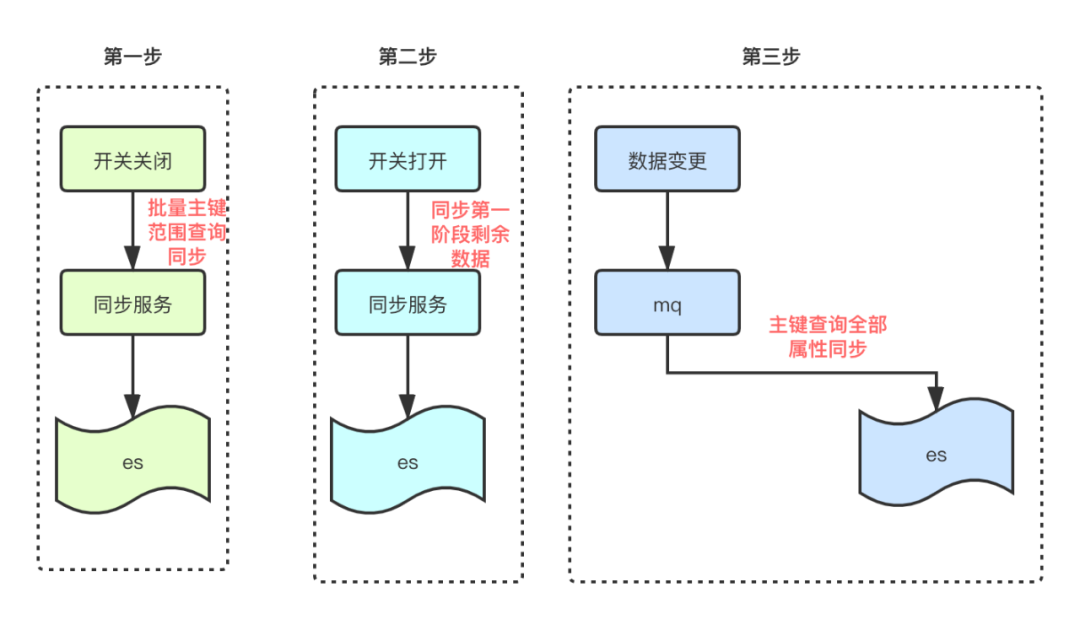 第一步
开关关闭
批量主键
范围查询
同步
同步服务
es
第二步
开关打开
同步第一
阶段剩余
数据
同步服务
es
第三步
数据变更
mq
主键查询全部
属性同步
es